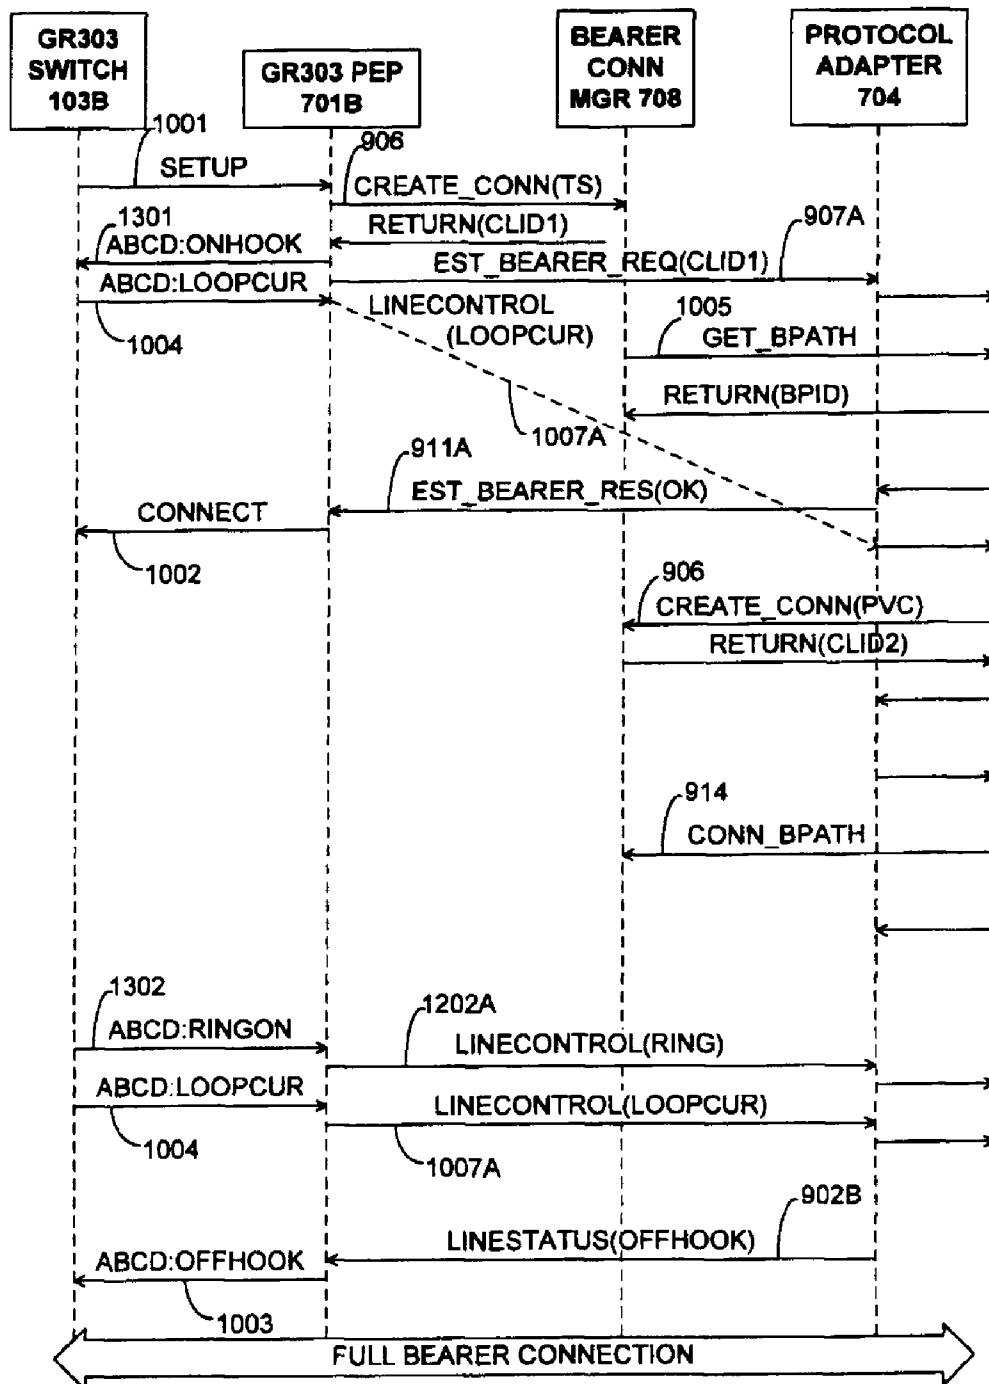 GR303
SWITCH
103B
GR303 PEP
701B
BEARER
CONN
MGR 708
PROTOCOL
ADAPTER
704
1001
SETUP
906
CREATE_CONN(TS)
RETURN(CLID1)
1301
ABCD:ONHOOK
907A
EST_BEARER_REQ(CLID1)
ABCD:LOOPCUR
1004
LINECONTROL
(LOOPCUR)
1005
GET_BPATH
RETURN(BPID)
1007A
911A
EST_BEARER_RES(OK)
CONNECT
1002
906
CREATE_CONN(PVC)
RETURN(CLID2)
914
CONN_BPATH
1302
ABCD:RINGON
1202A
LINECONTROL(RING)
ABCD:LOOPCUR
1004
LINECONTROL(LOOPCUR)
1007A
902B
LINESTATUS(OFFHOOK)
ABCD:OFFHOOK
1003
FULL BEARER CONNECTION